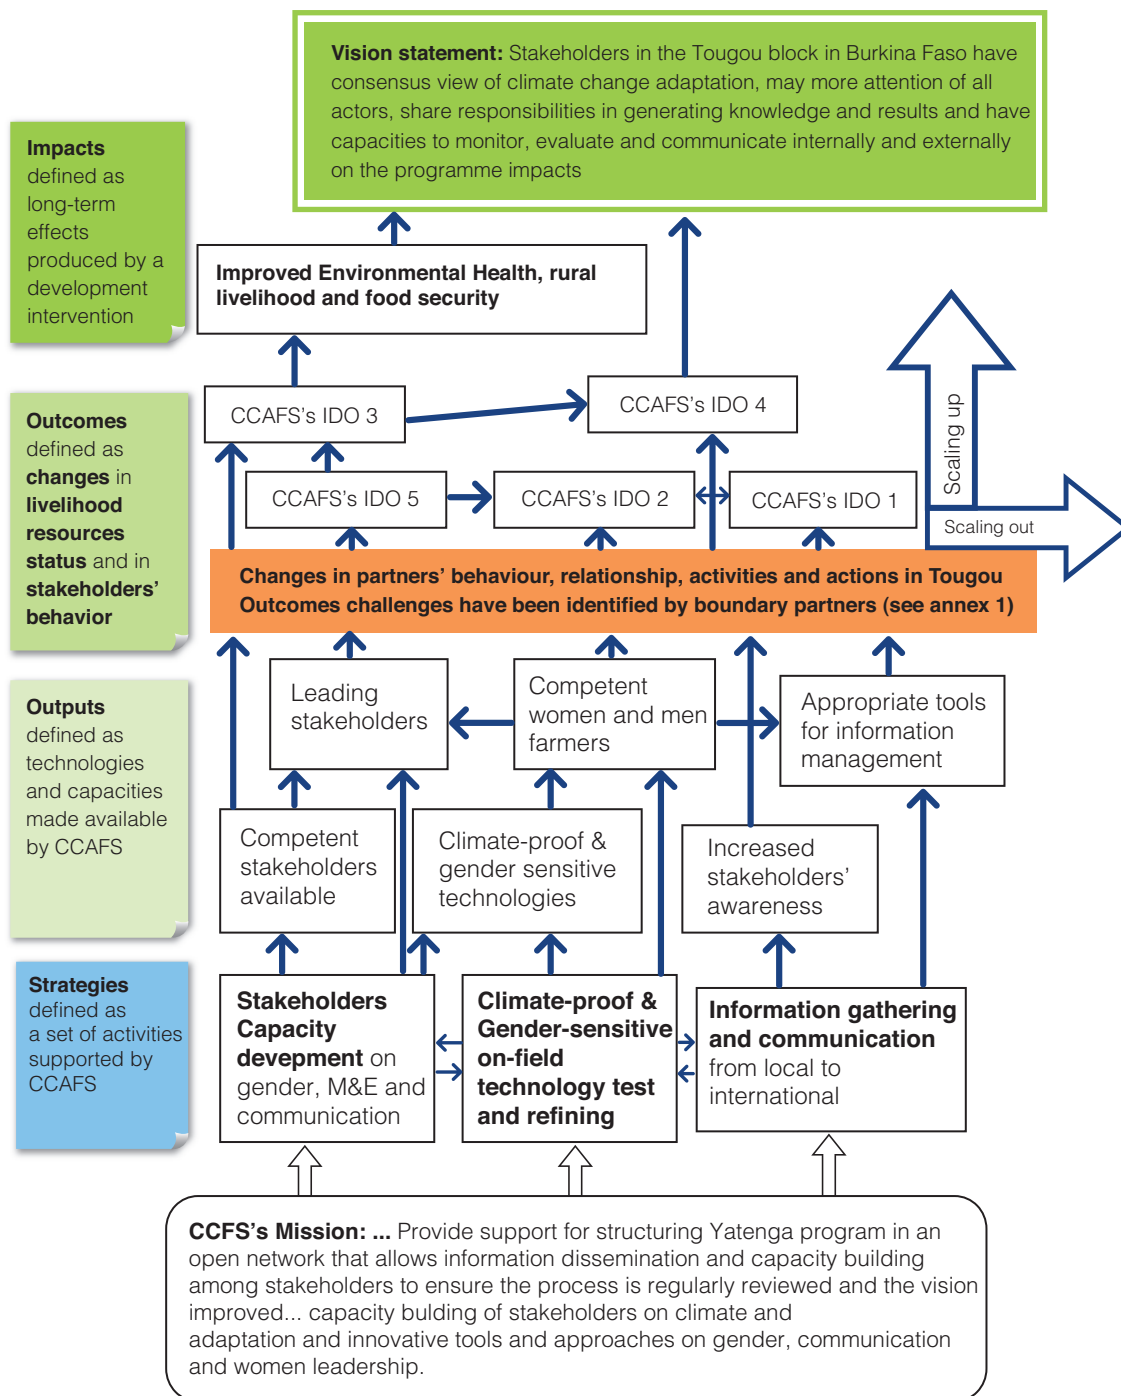 Vision statement: Stakeholders in the Tougou block in Burkina Faso have
consensus view of climate change adaptation, may more attention of all
actors, share responsibilities in generating knowledge and results and have
capacities to monitor, evaluate and communicate internally and externally
on the programme impacts
Impacts
defined as
long-term
effects
produced by a
development
intervention
Improved Environmental Health, rural
livelihood and food security
Scaling up
Scaling out
Outcomes
defined as
changes in
livelihood
resources
status and in
stakeholders'
behavior
CCAFS's IDO 3
CCAFS's IDO 4
CCAFS's IDO 5
CCAFS's IDO 2
CCAFS's IDO 1
Changes in partners' behaviour, relationship, activities and actions in Tougou
Outcomes challenges have been identified by boundary partners (see annex 1)
Outputs
defined as
technologies
and capacities
made available
by CCAFS
Leading
stakeholders
Competent
women and men
farmers
Appropriate tools
for information
management
Competent
stakeholders
available
Climate-proof &
gender sensitive
technologies
Increased
stakeholders'
awareness
Strategies
defined as
a set of activities
supported by
CCAFS
Stakeholders
Capacity
devepment on
gender, M&E and
communication
Climate-proof &
Gender-sensitive
on-field
technology test
and refining
Information gathering
and communication
from local to
international
CCFS's Mission: ... Provide support for structuring Yatenga program in an
open network that allows information dissemination and capacity building
among stakeholders to ensure the process is regularly reviewed and the vision
improved... capacity bulding of stakeholders on climate and
adaptation and innovative tools and approaches on gender, communication
and women leadership.